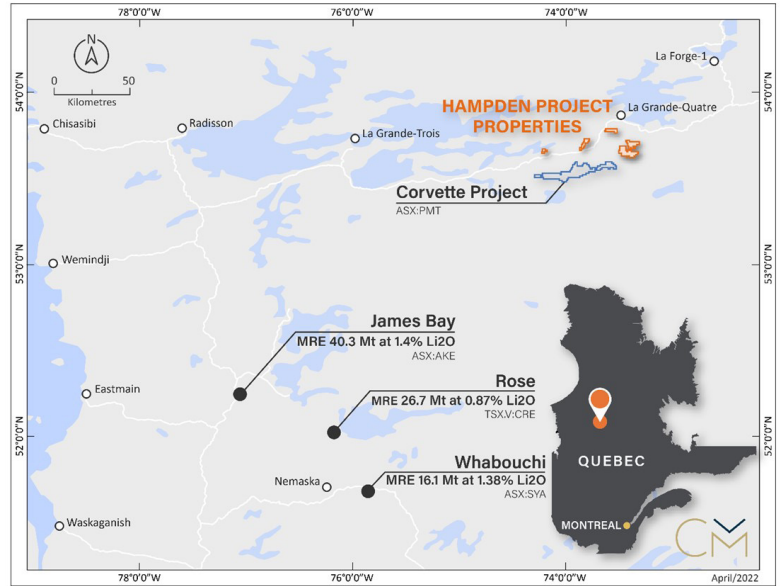 78°0'0"W
76°0'0"W
74°0'0"W
N
0 50
Kilometres
54°0'0"N
54°0'0"N
La Forge-1
HAMPDEN PROJECT
PROPERTIES
La Grande-Quatre
Chisasibi
Radisson
La Grande-Trois
Corvette Project
ASX:PMT
Wemindji
53°0'0"N
53°0'0"N
James Bay
MRE 40.3 Mt at 1.4% Li2O
ASX:AKE
Eastmain
Rose
MRE 26.7 Mt at 0.87% Li2O
TSX.V:CRE
52°0'0"N
52°0'0"N
Whabouchi
MRE 16.1 Mt at 1.38% Li2O
ASX:SYA
Nemaska
QUEBEC
Waskaganish
MONTREAL
CM
78°0'0"W
76°0'0"W
74°0'0"W
April/2022